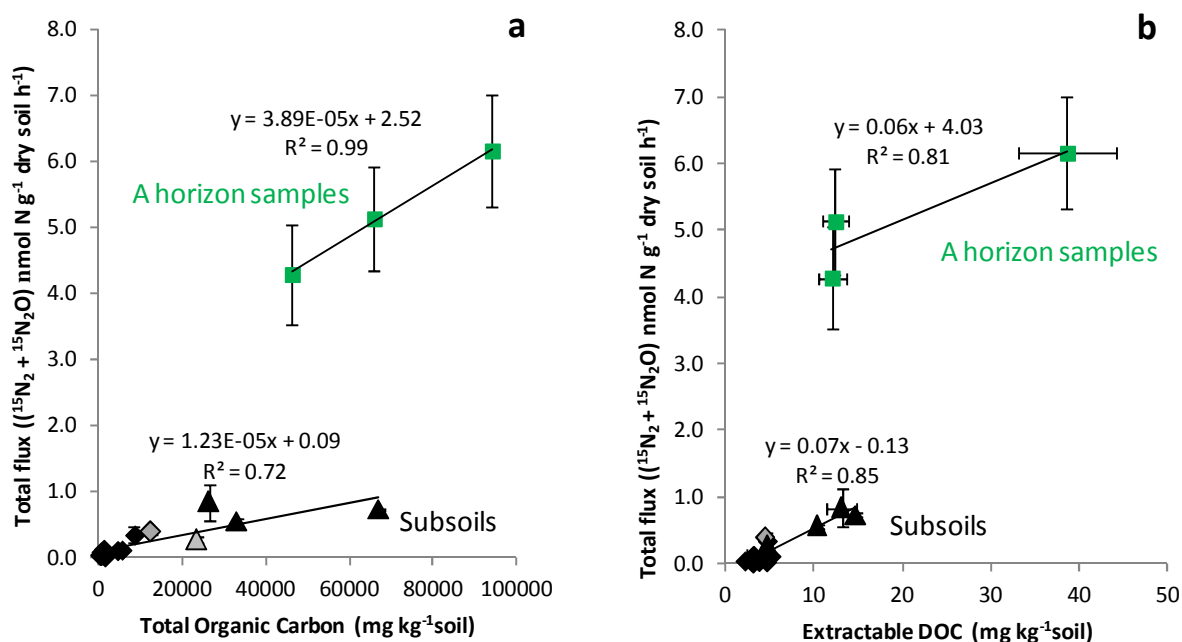 a
Total flux ((¹⁵N₂ + ¹⁵N₂O) nmol N g⁻¹ dry soil h⁻¹)
8.0
7.0
6.0
5.0
4.0
3.0
2.0
1.0
0.0
y = 3.89E-05x + 2.52
R² = 0.99
A horizon samples
y = 1.23E-05x + 0.09
R² = 0.72
Subsoils
0 20000 40000 60000 80000 100000
Total Organic Carbon (mg kg⁻¹soil)
b
Total flux ((¹⁵N₂ + ¹⁵N₂O) nmol N g⁻¹ dry soil h⁻¹)
8.0
7.0
6.0
5.0
4.0
3.0
2.0
1.0
0.0
y = 0.06x + 4.03
R² = 0.81
A horizon samples
y = 0.07x - 0.13
R² = 0.85
Subsoils
0 10 20 30 40 50
Extractable DOC (mg kg⁻¹soil)